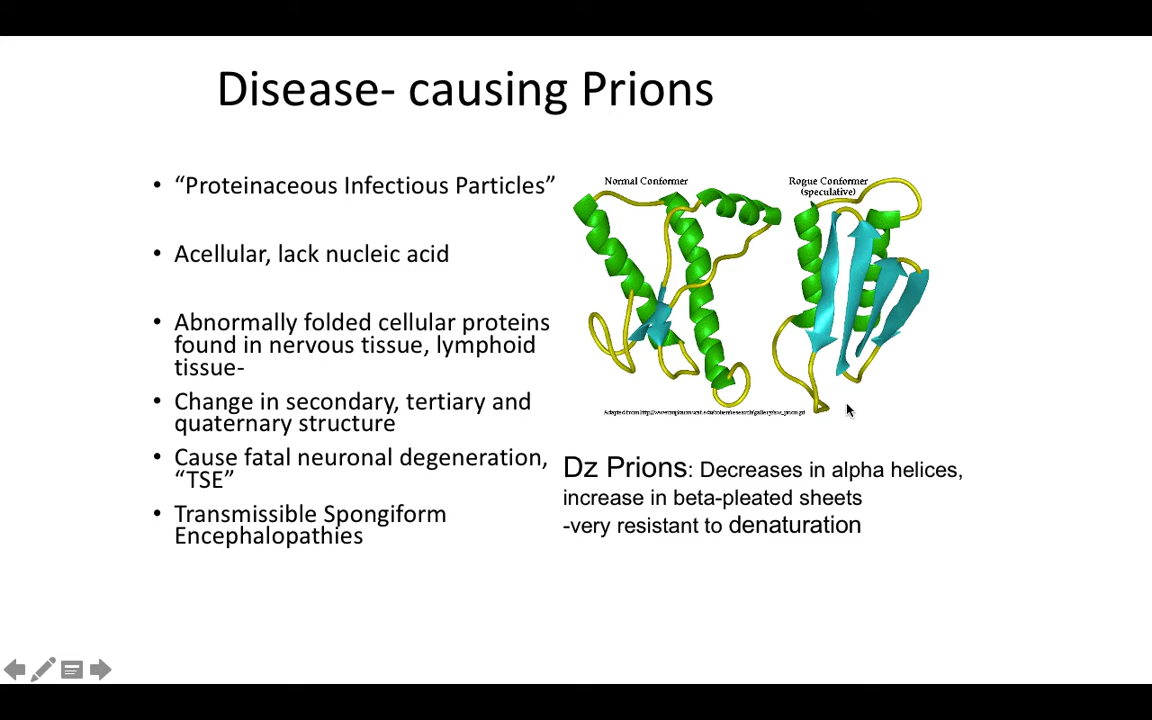 Disease- causing Prions
• “Proteinaceous Infectious Particles”
• Acellular, lack nucleic acid
• Abnormally folded cellular proteins
found in nervous tissue, lymphoid
tissue-
• Change in secondary, tertiary and
quaternary structure
• Cause fatal neuronal degeneration,
“TSE”
• Transmissible Spongiform
Encephalopathies
Normal Conformer
Rogue Conformer
(speculative)
Adapted from
Dz Prions: Decreases in alpha helices,
increase in beta-pleated sheets
-very resistant to denaturation